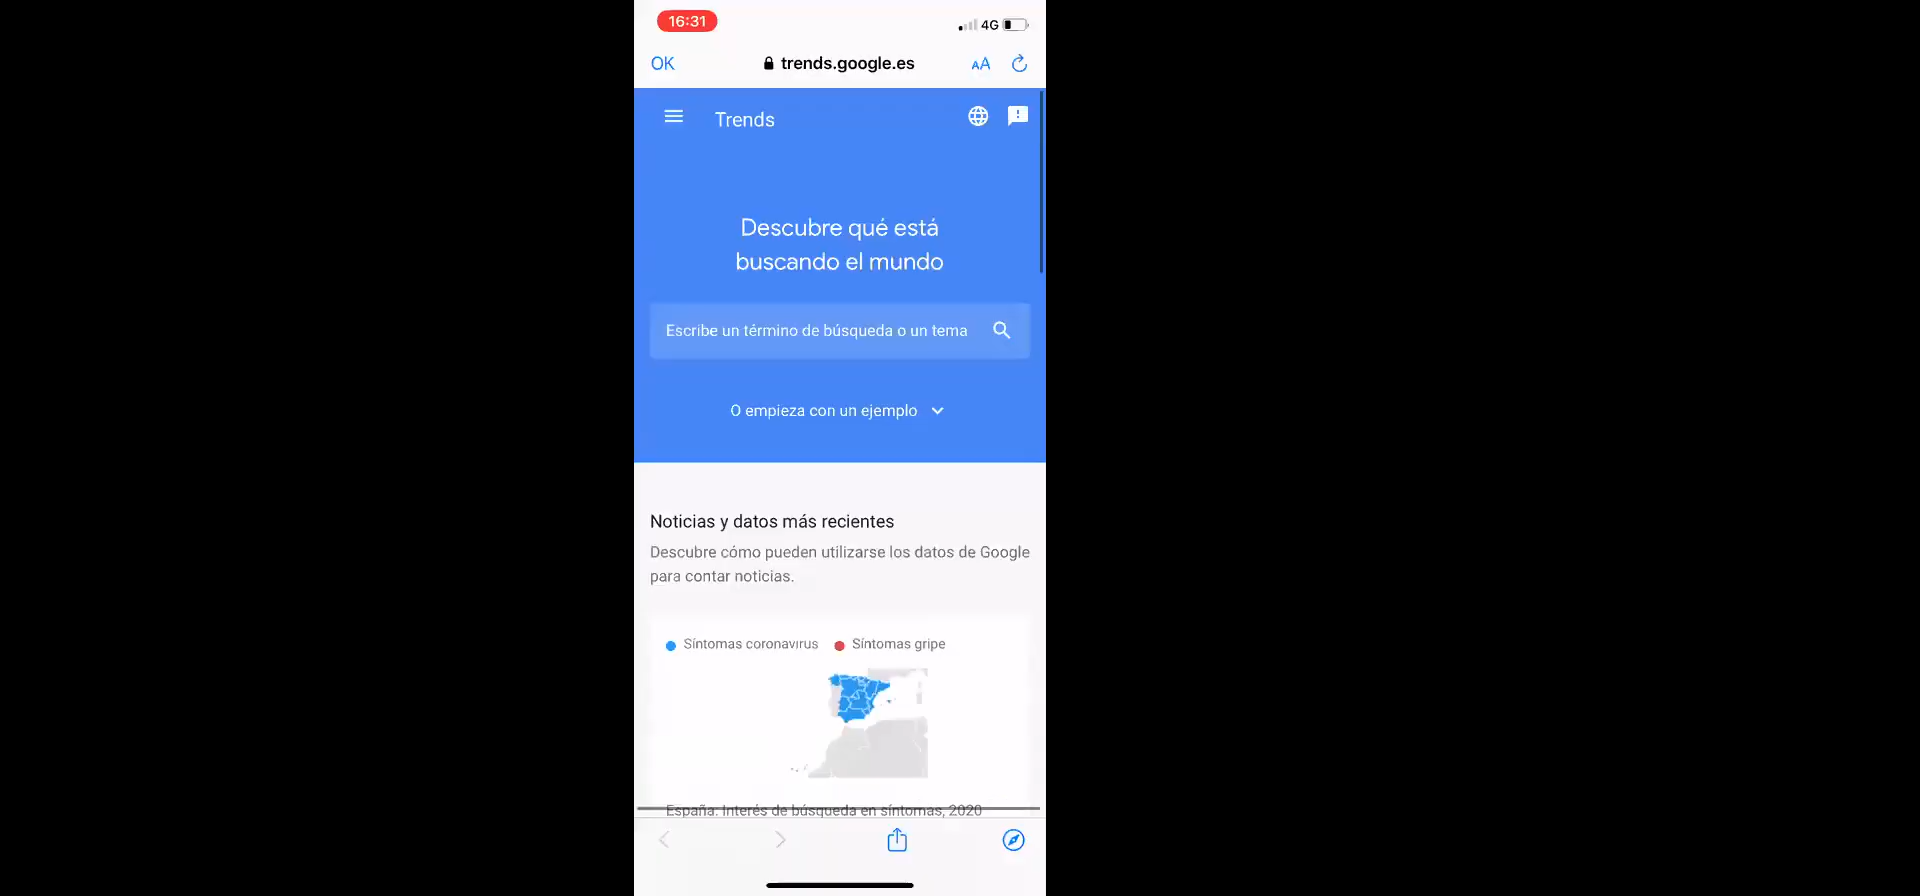 16:31
4G
OK
trends.google.es
AA
Trends
Descubre qué está
buscando el mundo
Escribe un término de búsqueda o un tema
O empieza con un ejemplo
Noticias y datos más recientes
Descubre cómo pueden utilizarse los datos de Google
para contar noticias.
Síntomas coronavirus
Síntomas gripe
España: Interés de búsqueda en síntomas, 2020